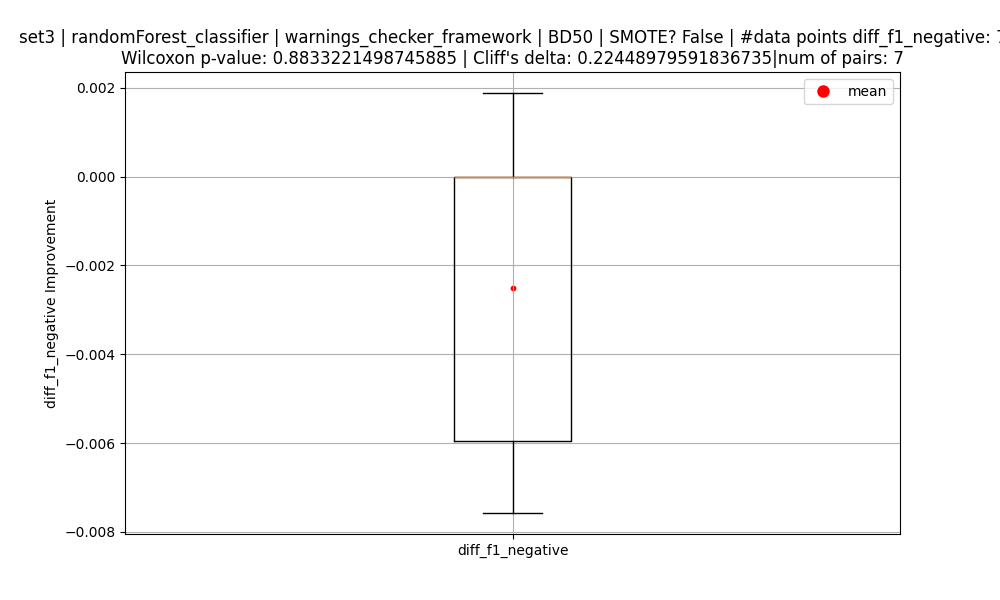 set3 | randomForest_classifier | warnings_checker_framework | BD50 | SMOTE? False | #data points diff_f1_negative:
Wilcoxon p-value: 0.8833221498745885 | Cliff's delta: 0.22448979591836735|num of pairs: 7
mean
0.002
0.000
−0.002
−0.004
−0.006
−0.008
diff_f1_negative Improvement
diff_f1_negative